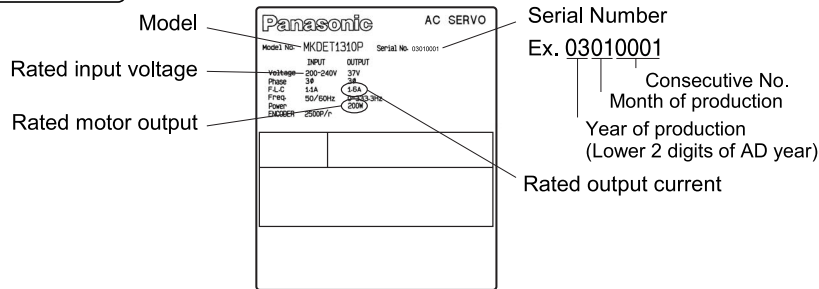 Model
Panasonic AC SERVO
Serial Number
Model No. MKDET1310P Serial No. 03010001
Ex. 03010001
INPUT OUTPUT
Rated input voltage
Voltage 200-240V 37V
Phase 3ø 3ø
F.L.C 1.1A 1.6A
Freq. 50/60Hz 0~333.3Hz
Power 200W
ENCODER 2500P/r
Consecutive No.
Month of production
Rated motor output
Year of production
(Lower 2 digits of AD year)
Rated output current